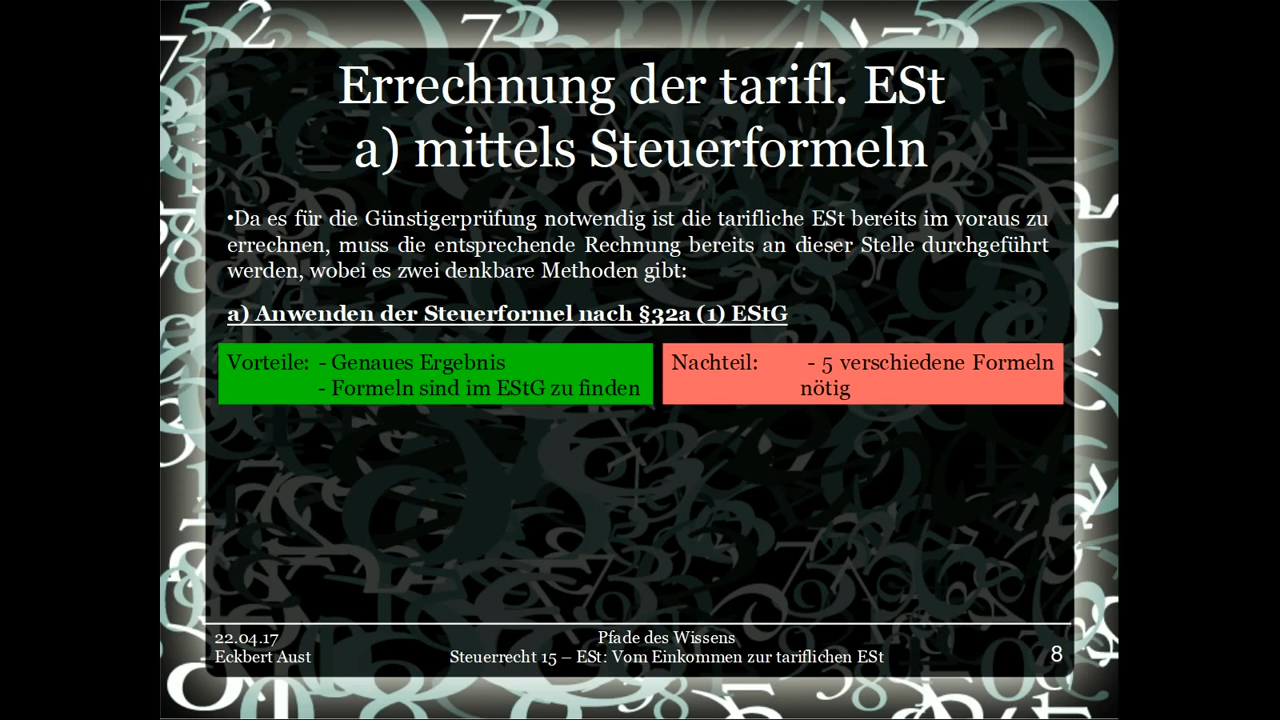 Errechnung der tarifl. ESt
a) mittels Steuerformeln
•Da es für die Günstigerprüfung notwendig ist die tarifliche ESt bereits im voraus zu
errechnen, muss die entsprechende Rechnung bereits an dieser Stelle durchgeführt
werden, wobei es zwei denkbare Methoden gibt:
a) Anwenden der Steuerformel nach §32a (1) EStG
Vorteile: - Genaues Ergebnis
- Formeln sind im EStG zu finden
Nachteil: - 5 verschiedene Formeln
nötig
22.04.17
Eckbert Aust
Pfade des Wissens
Steuerrecht 15 – ESt: Vom Einkommen zur tariflichen ESt
8